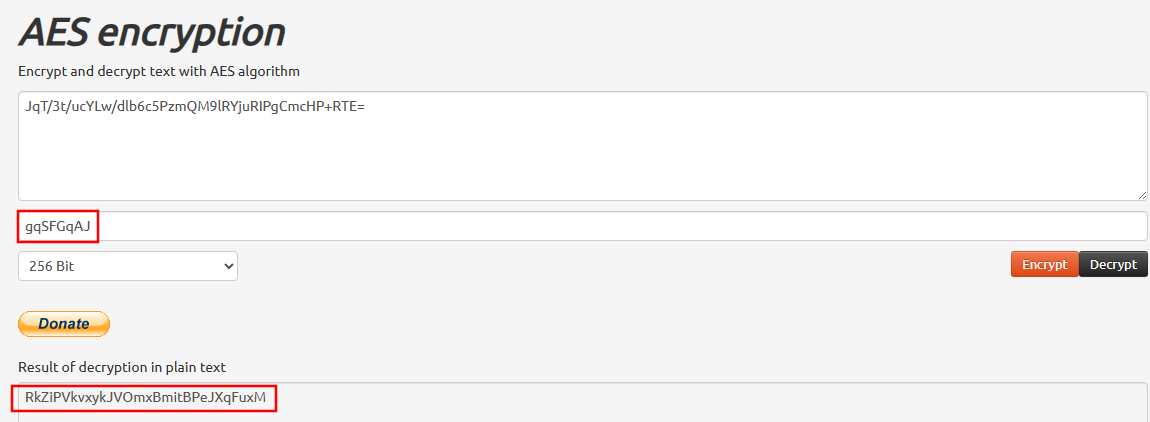 AES encryption
Encrypt and decrypt text with AES algorithm
JqT/3t/ucYLw/dlb6c5PzmQM9lRYjuRIPgCmcHP+RTE=
gqSFGqAJ
256 Bit
Encrypt Decrypt
Donate
Result of decryption in plain text
RkZiPVkvxykJVOmxBmitBPeJXqFuxM